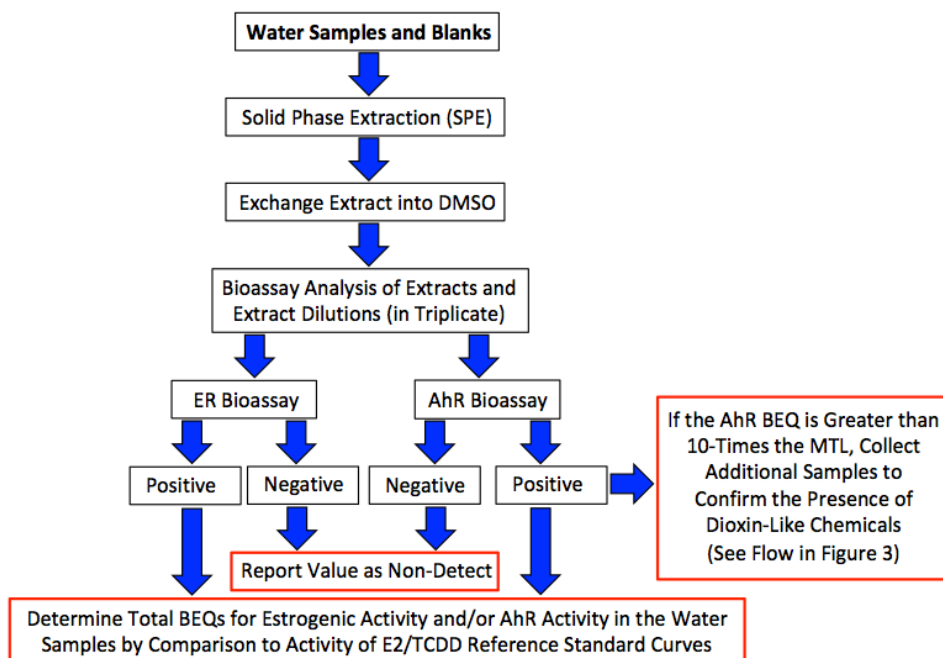 Water Samples and Blanks
Solid Phase Extraction (SPE)
Exchange Extract into DMSO
Bioassay Analysis of Extracts and
Extract Dilutions (in Triplicate)
ER Bioassay
AhR Bioassay
Positive
Negative
Negative
Positive
If the AhR BEQ is Greater than
10-Times the MTL, Collect
Additional Samples to
Confirm the Presence of
Dioxin-Like Chemicals
(See Flow in Figure 3)
Report Value as Non-Detect
Determine Total BEQs for Estrogenic Activity and/or AhR Activity in the Water
Samples by Comparison to Activity of E2/TCDD Reference Standard Curves